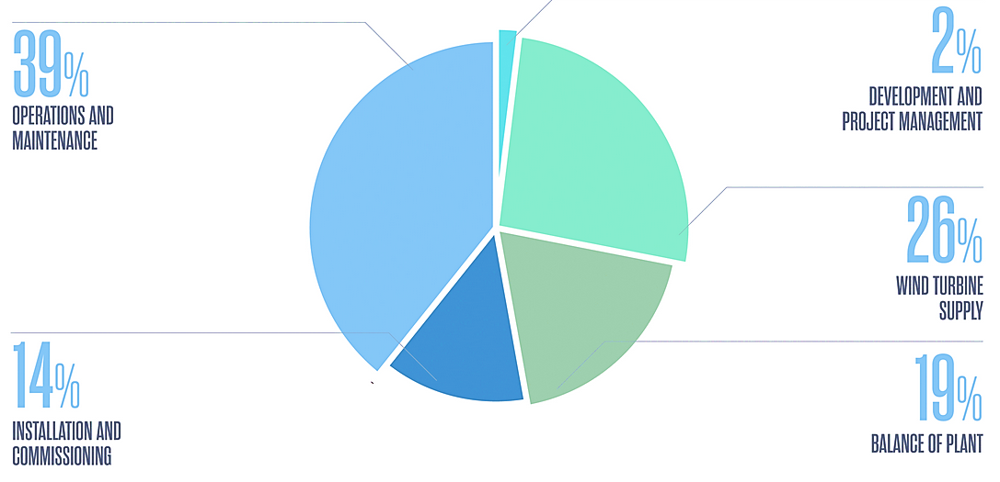 39%
OPERATIONS AND
MAINTENANCE
14%
INSTALLATION AND
COMMISSIONING
2%
DEVELOPMENT AND
PROJECT MANAGEMENT
26%
WIND TURBINE
SUPPLY
19%
BALANCE OF PLANT